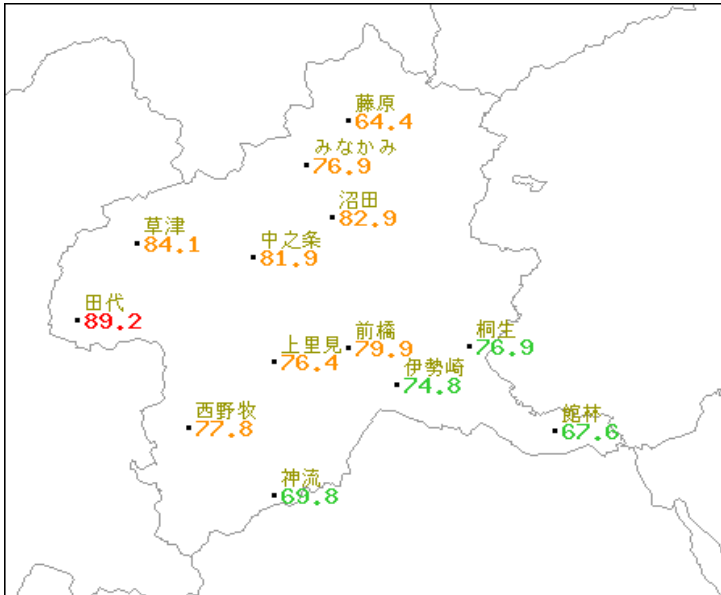 藤原
64.4
みなかみ
76.9
沼田
82.9
草津
84.1
中之条
81.9
田代
89.2
上里見
76.4
前橋
79.9
桐生
76.9
伊勢崎
74.8
西野牧
77.8
館林
67.6
神流
69.8